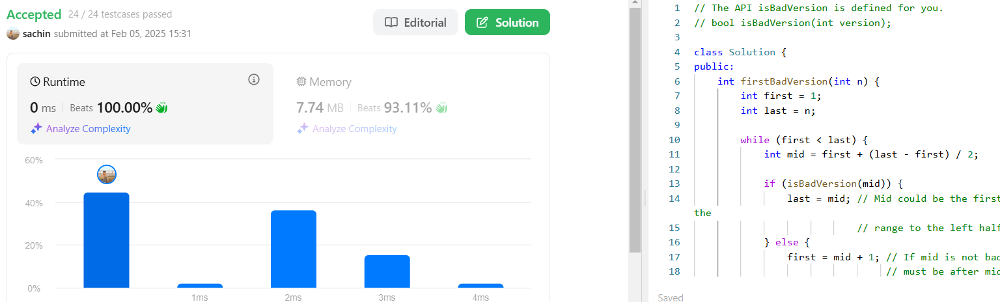 Accepted 24 / 24 testcases passed
sachin submitted at Feb 05, 2025 15:31
Editorial
Solution
Runtime
0 ms Beats 100.00%
Analyze Complexity
Memory
7.74 MB Beats 93.11%
Analyze Complexity
60%
40%
20%
0%
1ms 2ms 3ms 4ms
1 // The API isBadVersion is defined for you.
2 // bool isBadVersion(int version);
3
4 class Solution {
5 public:
6 int firstBadVersion(int n) {
7 int first = 1;
8 int last = n;
9
10 while (first < last) {
11 int mid = first + (last - first) / 2;
12
13 if (isBadVersion(mid)) {
14 last = mid; // Mid could be the first
the
15 // range to the left half
16 } else {
17 first = mid + 1; // If mid is not bad
18 // must be after mid
Saved